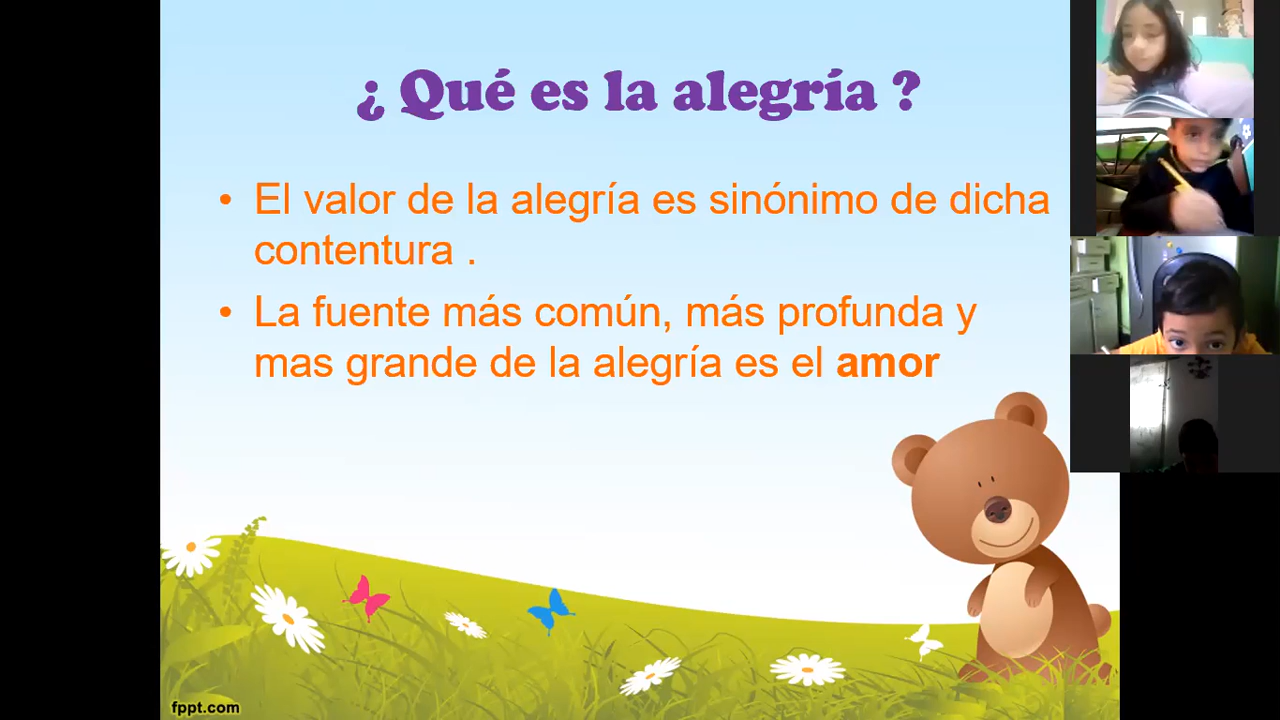 ¿ Qué es la alegría ?
• El valor de la alegría es sinónimo de dicha
contentura .
• La fuente más común, más profunda y
mas grande de la alegría es el amor
fppt.com